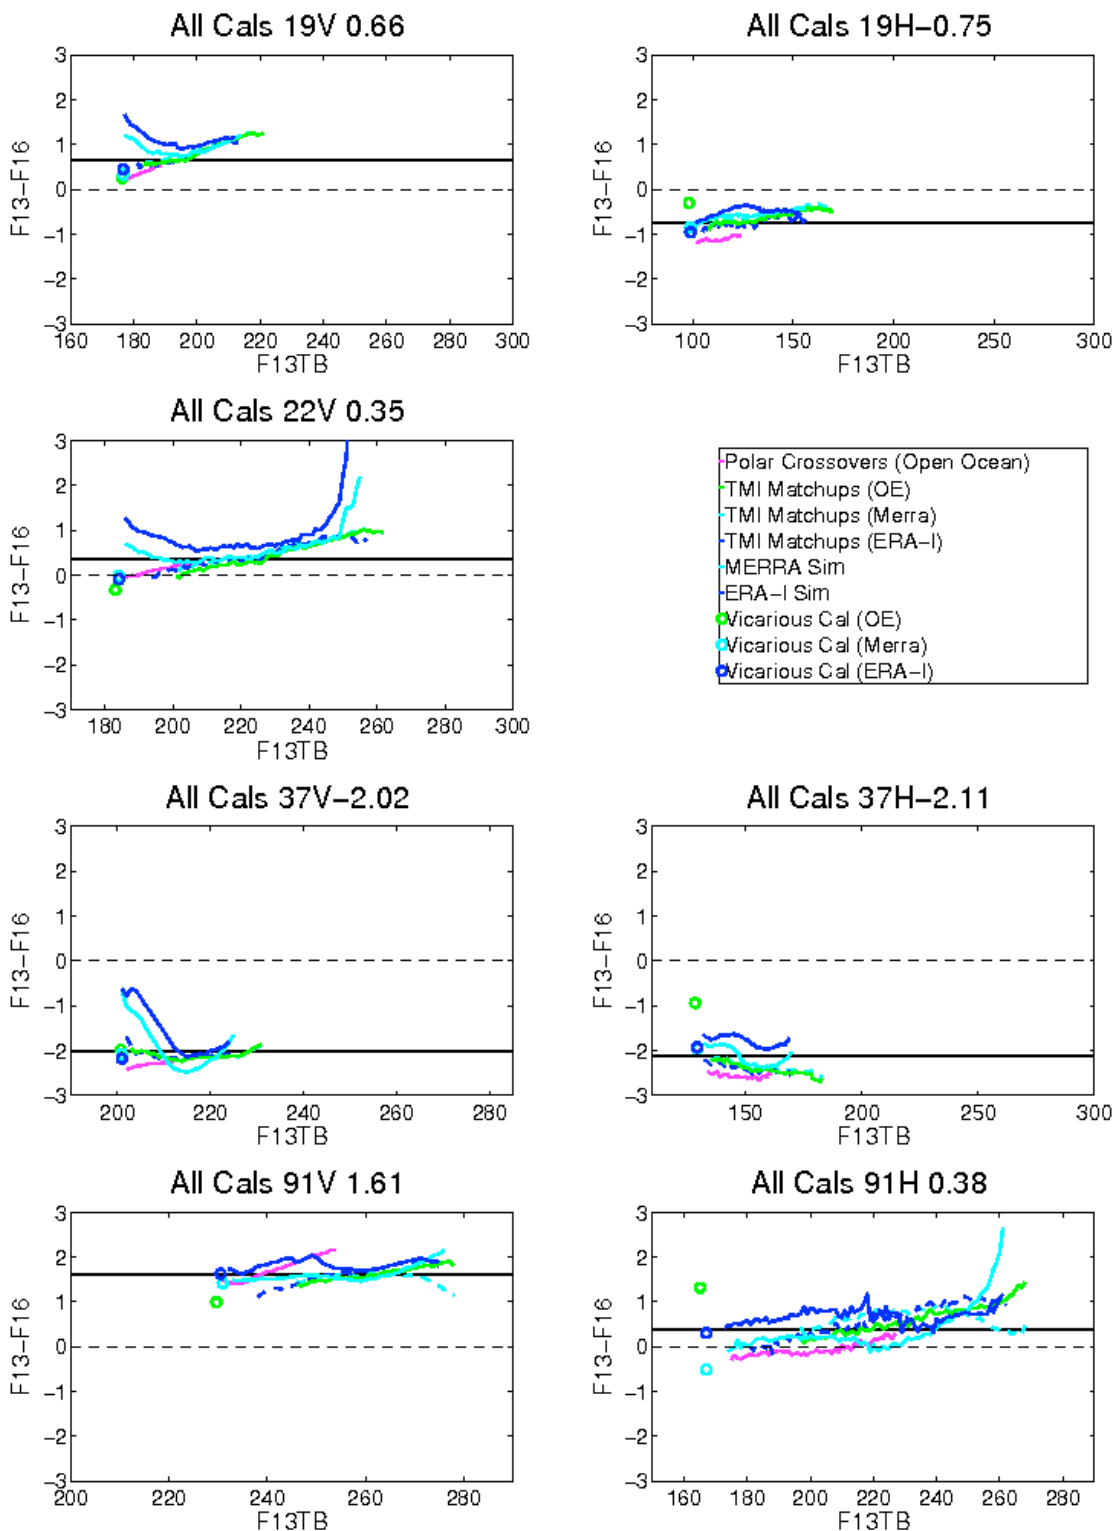 All Cals 19V 0.66
All Cals 19H−0.75
3
2
1
0
−1
−2
−3
F13−F16
160 180 200 220 240 260 280 300
F13TB
3
2
1
0
−1
−2
−3
F13−F16
100 150 200 250 300
F13TB
All Cals 22V 0.35
3
2
1
0
−1
−2
−3
F13−F16
180 200 220 240 260 280 300
F13TB
Polar Crossovers (Open Ocean)
TMI Matchups (OE)
TMI Matchups (Merra)
TMI Matchups (ERA−I)
MERRA Sim
ERA−I Sim
Vicarious Cal (OE)
Vicarious Cal (Merra)
Vicarious Cal (ERA−I)
All Cals 37V−2.02
All Cals 37H−2.11
3
2
1
0
−1
−2
−3
F13−F16
200 220 240 260 280
F13TB
3
2
1
0
−1
−2
−3
F13−F16
150 200 250 300
F13TB
All Cals 91V 1.61
All Cals 91H 0.38
3
2
1
0
−1
−2
−3
F13−F16
200 220 240 260 280
F13TB
3
2
1
0
−1
−2
−3
F13−F16
160 180 200 220 240 260 280
F13TB